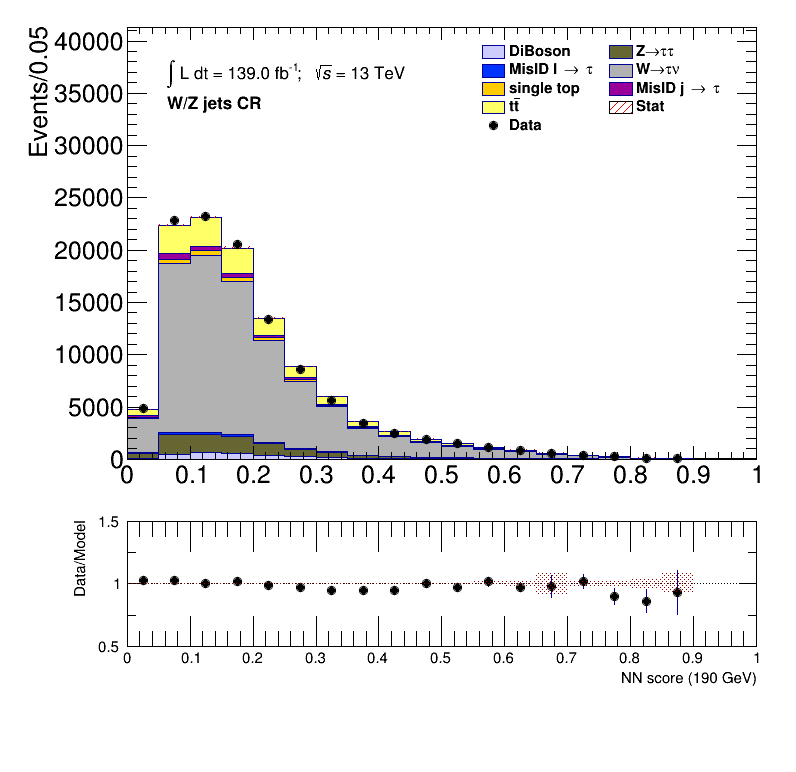 Events/0.05
40000
35000
30000
25000
20000
15000
10000
5000
0
∫ L dt = 139.0 fb⁻¹; √s = 13 TeV
W/Z jets CR
DiBoson
MisID l → τ
single top
tt̄
Data
Z→ττ
W→τν
MisID j → τ
Stat
0 0.1 0.2 0.3 0.4 0.5 0.6 0.7 0.8 0.9 1
Data/Model
1.5
1
0.5
0 0.1 0.2 0.3 0.4 0.5 0.6 0.7 0.8 0.9 1
NN score (190 GeV)